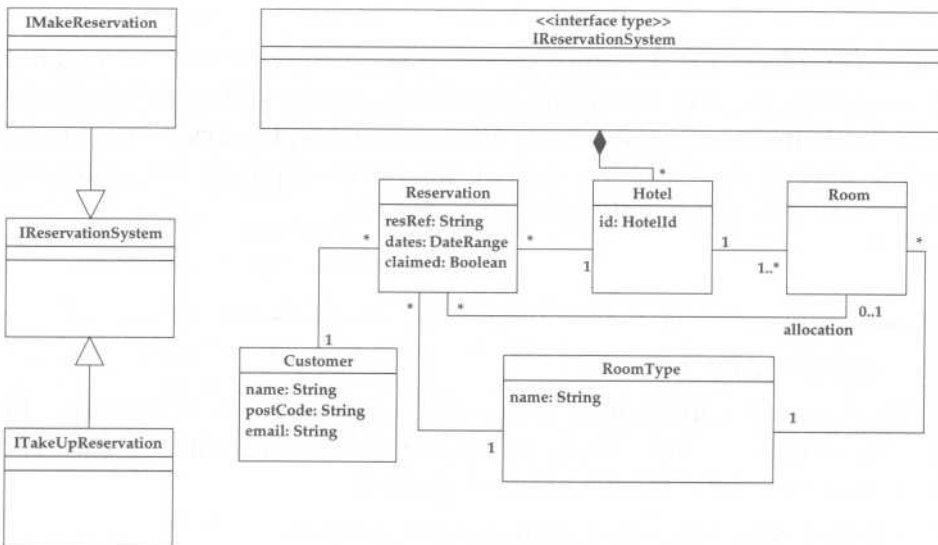 IMakeReservation
IReservationSystem
ITakeUpReservation
<<interface type>>
IReservationSystem
*
Reservation
resRef: String
dates: DateRange
claimed: Boolean
*
*
*
*
Hotel
id: HotelId
1
1
1..*
Room
*
0..1
allocation
1
Customer
name: String
postCode: String
email: String
RoomType
name: String
1
1